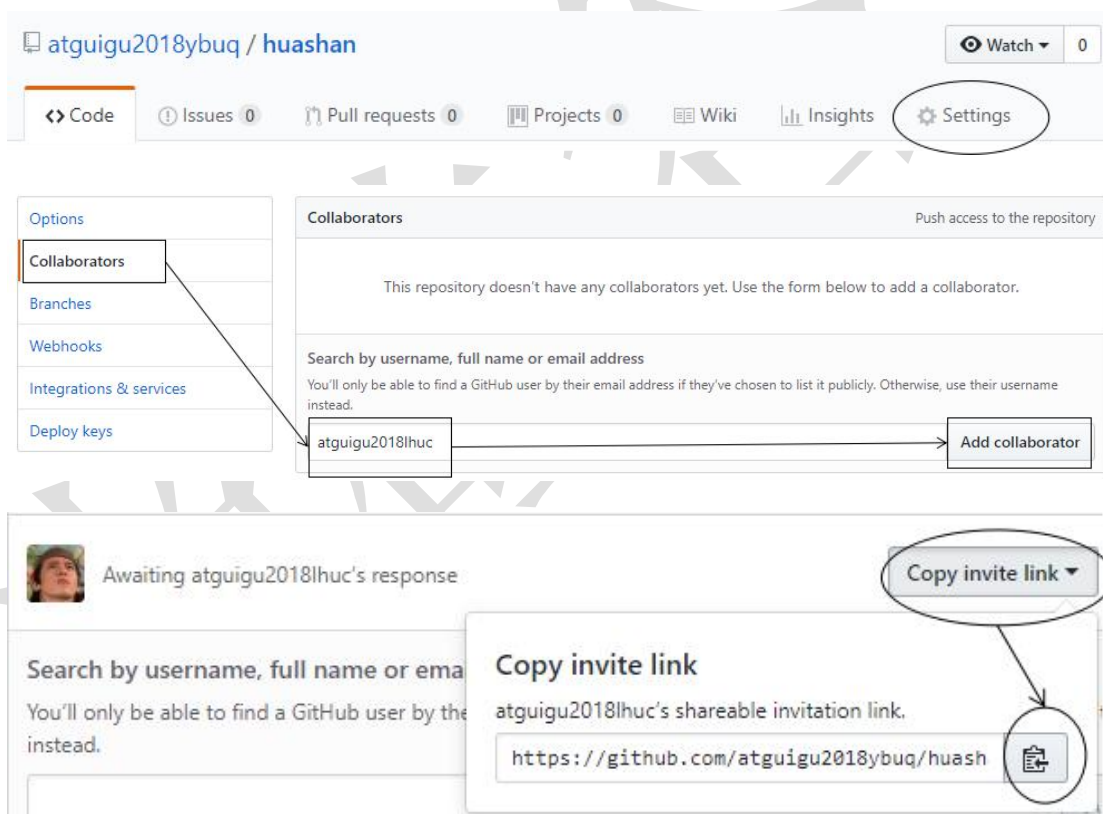 atguigu2018ybuq / huashan
Watch 0
Code Issues 0 Pull requests 0 Projects 0 Wiki Insights Settings
Options
Collaborators
Branches
Webhooks
Integrations & services
Deploy keys
Collaborators Push access to the repository
This repository doesn't have any collaborators yet. Use the form below to add a collaborator.
Search by username, full name or email address
You'll only be able to find a GitHub user by their email address if they've chosen to list it publicly. Otherwise, use their username
instead.
atguigu2018lhuc Add collaborator
Awaiting atguigu2018lhuc's response Copy invite link
Search by username, full name or ema
You'll only be able to find a GitHub user by the
instead.
Copy invite link
atguigu2018lhuc's shareable invitation link.
https://github.com/atguigu2018ybuq/huash